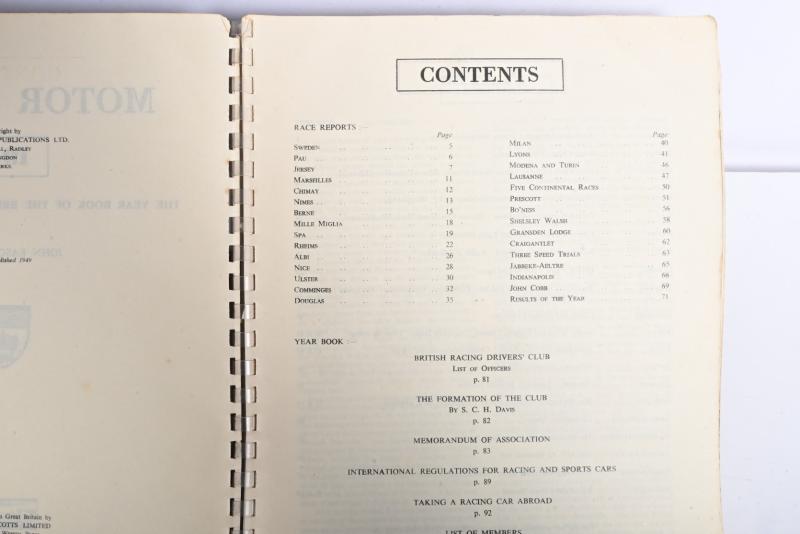 right by
PUBLICATIONS LTD.
Radley
MOTOR
THE YEAR BOOK OF THE
1949
Great Britain by
LIMITED
CONTENTS
RACE REPORTS :—
Page
Sweden .. .. .. .. 5
Pau .. .. .. .. 6
Jersey .. .. .. .. 7
Marseilles .. .. .. .. 11
Chimay .. .. .. .. 12
Nimes .. .. .. .. 13
Berne .. .. .. .. 15
Mille Miglia .. .. .. .. 18
Spa .. .. .. .. 19
Rheims .. .. .. .. 22
Albi .. .. .. .. 26
Nice .. .. .. .. 28
Ulster .. .. .. .. 30
Comminges .. .. .. .. 32
Douglas .. .. .. .. 35
Page
Milan .. .. .. .. 40
Lyons .. .. .. .. 41
Modena and Turin .. .. 46
Lausanne .. .. .. .. 47
Five Continental Races .. .. 50
Prescott .. .. .. .. 51
Bo'ness .. .. .. .. 56
Shelsley Walsh .. .. .. 58
Gransden Lodge .. .. .. 60
Craigantlet .. .. .. 62
Three Speed Trials .. .. 63
Jabbeke-Aeltre .. .. .. 65
Indianapolis .. .. .. 66
John Cobb .. .. .. 69
Results of the Year .. .. 71
YEAR BOOK :—
BRITISH RACING DRIVERS' CLUB
List of Officers
p. 81
THE FORMATION OF THE CLUB
By S. C. H. Davis
p. 82
MEMORANDUM OF ASSOCIATION
p. 83
INTERNATIONAL REGULATIONS FOR RACING AND SPORTS CARS
p. 89
TAKING A RACING CAR ABROAD
p. 92
LIST OF MEMBERS